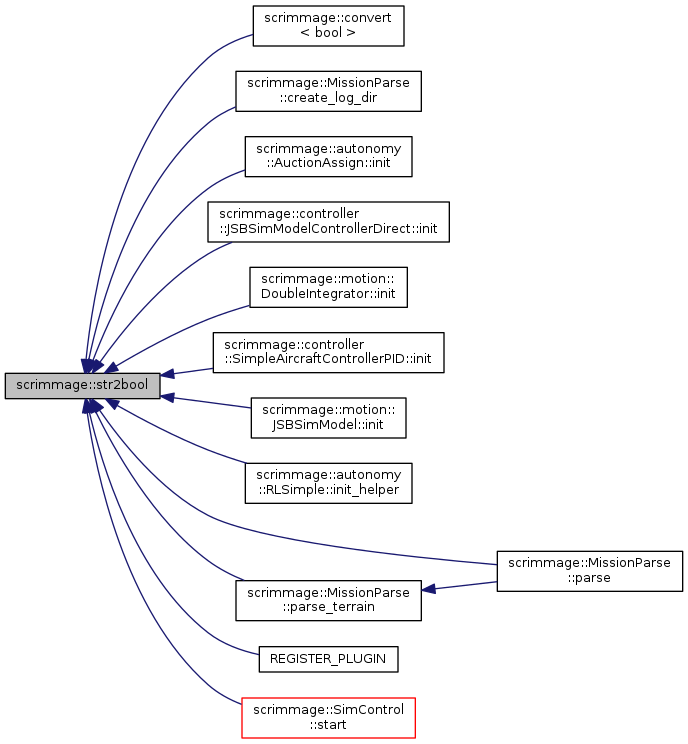 scrimmage::convert
< bool >
scrimmage::MissionParse
::create_log_dir
scrimmage::autonomy
::AuctionAssign::init
scrimmage::controller
::JSBSimModelControllerDirect::init
scrimmage::motion::
DoubleIntegrator::init
scrimmage::controller
::SimpleAircraftControllerPID::init
scrimmage::str2bool
scrimmage::motion::
JSBSimModel::init
scrimmage::autonomy
::RLSimple::init_helper
scrimmage::MissionParse
::parse
scrimmage::MissionParse
::parse_terrain
REGISTER_PLUGIN
scrimmage::SimControl
::start